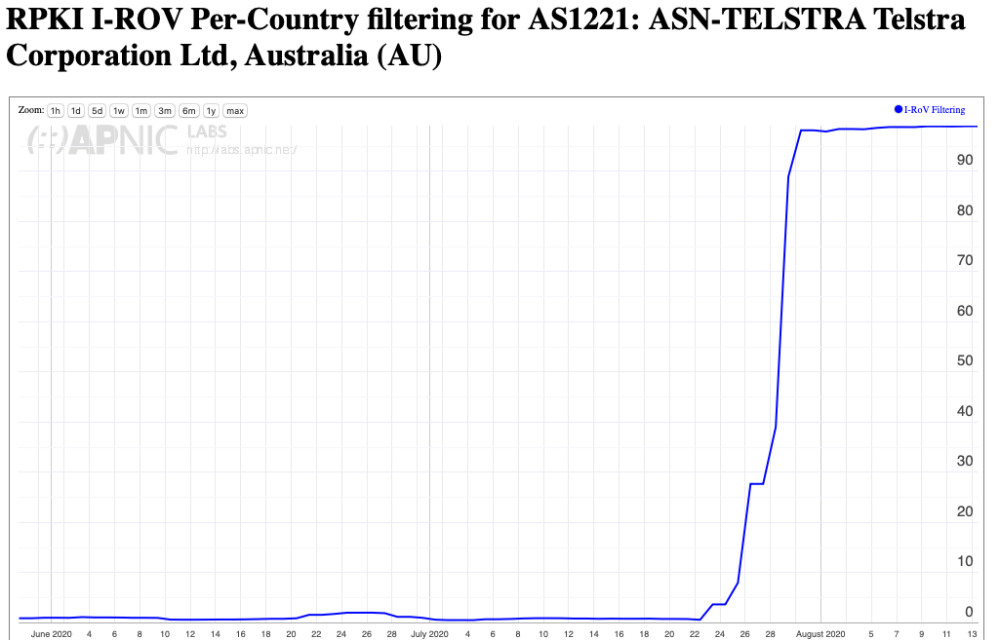 RPKI I-ROV Per-Country filtering for AS1221: ASN-TELSTRA Telstra
Corporation Ltd, Australia (AU)
Zoom: 1h 1d 5d 1w 1m 3m 6m 1y max
I-RoV Filtering
(::) APNIC LABS
http://labs.apnic.net/
90
80
70
60
50
40
30
20
10
0
June 2020 4 6 8 10 12 14 16 18 20 22 24 26 28 July 2020 4 6 8 10 12 14 16 18 20 22 24 26 28 August 2020 5 7 9 11 13